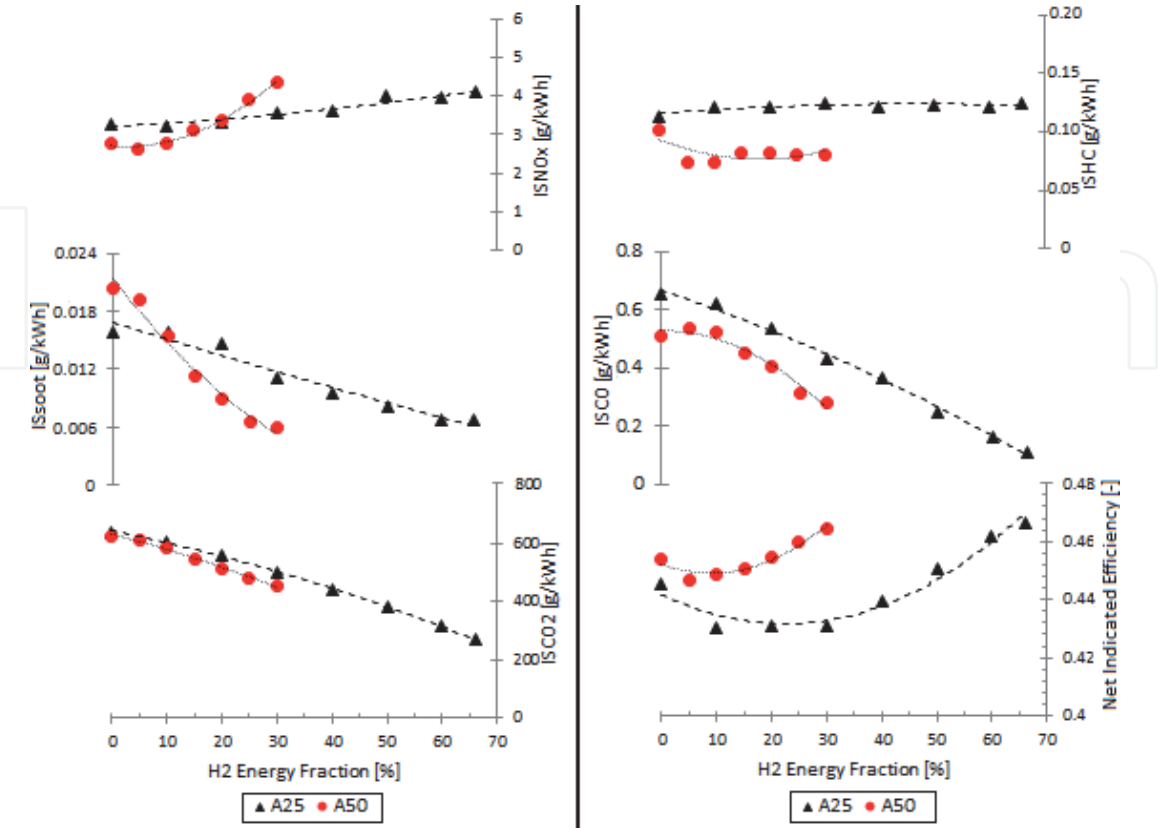 6
5
4
3
2
1
0
ISNOx [g/kWh]
0.024
0.018
0.012
0.006
0
ISsoot [g/kWh]
800
600
400
200
0
ISCO2 [g/kWh]
0 10 20 30 40 50 60 70
H2 Energy Fraction [%]
A25 A50
0.20
0.15
0.10
0.05
0
ISHC [g/kWh]
0.8
0.6
0.4
0.2
0
ISCO [g/kWh]
0.48
0.46
0.44
0.42
0.4
Net Indicated Efficiency [-]
0 10 20 30 40 50 60 70
H2 Energy Fraction [%]
A25 A50